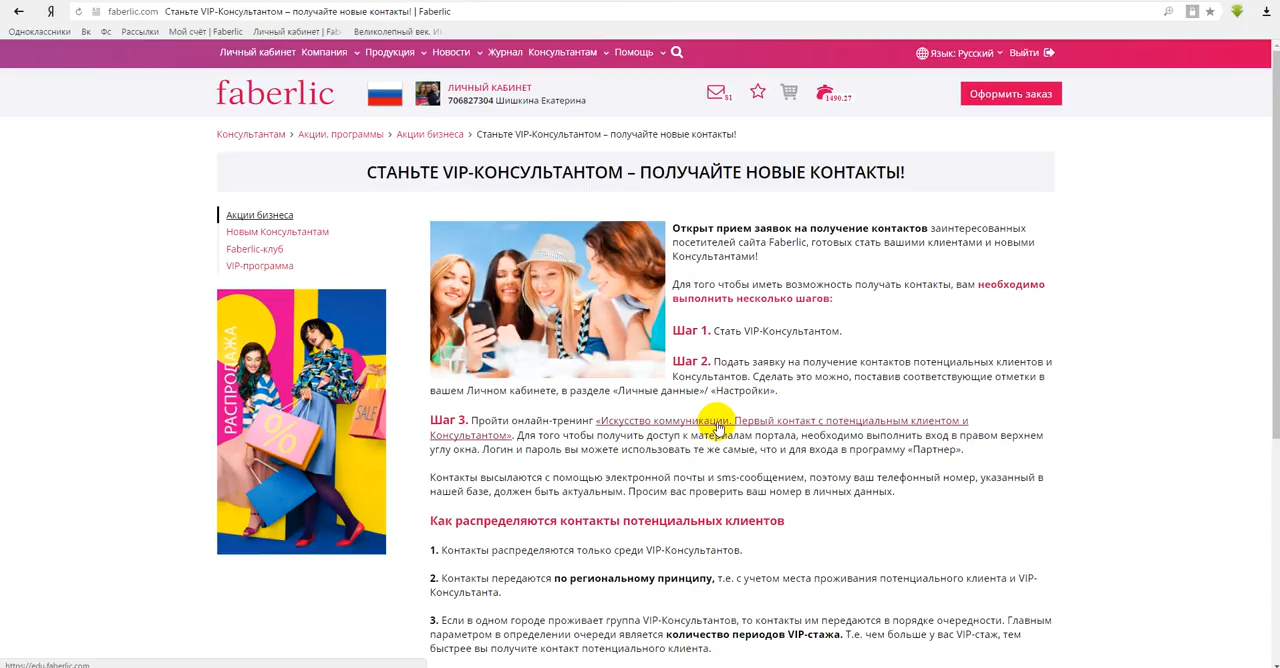 faberlic.com Станьте VIP-Консультантом – получайте новые контакты! | Faberlic
Одноклассники Вк Фс Рассылки Мой счёт | Faberlic Личный кабинет | Fab Великолепный век. И
Личный кабинет Компания Продукция Новости Журнал Консультантам Помощь Язык: Русский Выйти
faberlic
ЛИЧНЫЙ КАБИНЕТ
706827304 Шишкина Екатерина
81
1490.27
Оформить заказ
Консультантам › Акции, программы › Акции бизнеса › Станьте VIP-Консультантом – получайте новые контакты!
СТАНЬТЕ VIP-КОНСУЛЬТАНТОМ – ПОЛУЧАЙТЕ НОВЫЕ КОНТАКТЫ!
Акции бизнеса
Новым Консультантам
Faberlic-клуб
VIP-программа
РАСПРОДАЖА
SALE
%
Открыт прием заявок на получение контактов заинтересованных
посетителей сайта Faberlic, готовых стать вашими клиентами и новыми
Консультантами!
Для того чтобы иметь возможность получать контакты, вам необходимо
выполнить несколько шагов:
Шаг 1. Стать VIP-Консультантом.
Шаг 2. Подать заявку на получение контактов потенциальных клиентов и
Консультантов. Сделать это можно, поставив соответствующие отметки в
вашем Личном кабинете, в разделе «Личные данные»/ «Настройки».
Шаг 3. Пройти онлайн-тренинг «Искусство коммуникации. Первый контакт с потенциальным клиентом и
Консультантом». Для того чтобы получить доступ к материалам портала, необходимо выполнить вход в правом верхнем
углу окна. Логин и пароль вы можете использовать те же самые, что и для входа в программу «Партнер».
Контакты высылаются с помощью электронной почты и sms-сообщением, поэтому ваш телефонный номер, указанный в
нашей базе, должен быть актуальным. Просим вас проверить ваш номер в личных данных.
Как распределяются контакты потенциальных клиентов
1. Контакты распределяются только среди VIP-Консультантов.
2. Контакты передаются по региональному принципу, т.е. с учетом места проживания потенциального клиента и VIP-
Консультанта.
3. Если в одном городе проживает группа VIP-Консультантов, то контакты им передаются в порядке очередности. Главным
параметром в определении очереди является количество периодов VIP-стажа. Т.е. чем больше у вас VIP-стаж, тем
быстрее вы получите контакт потенциального клиента.
https://edu.faberlic.com